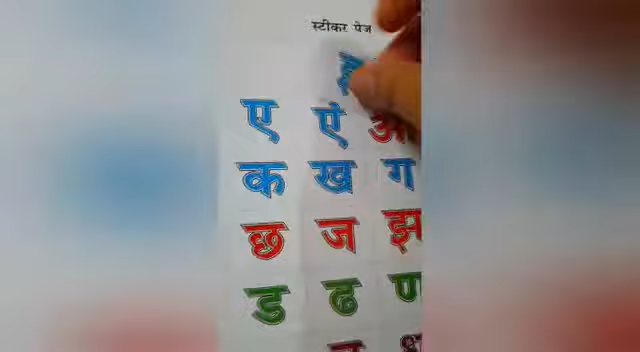 स्टीकर पेज
ए एं
क ख ग
छ ज झ
ड ढ ण